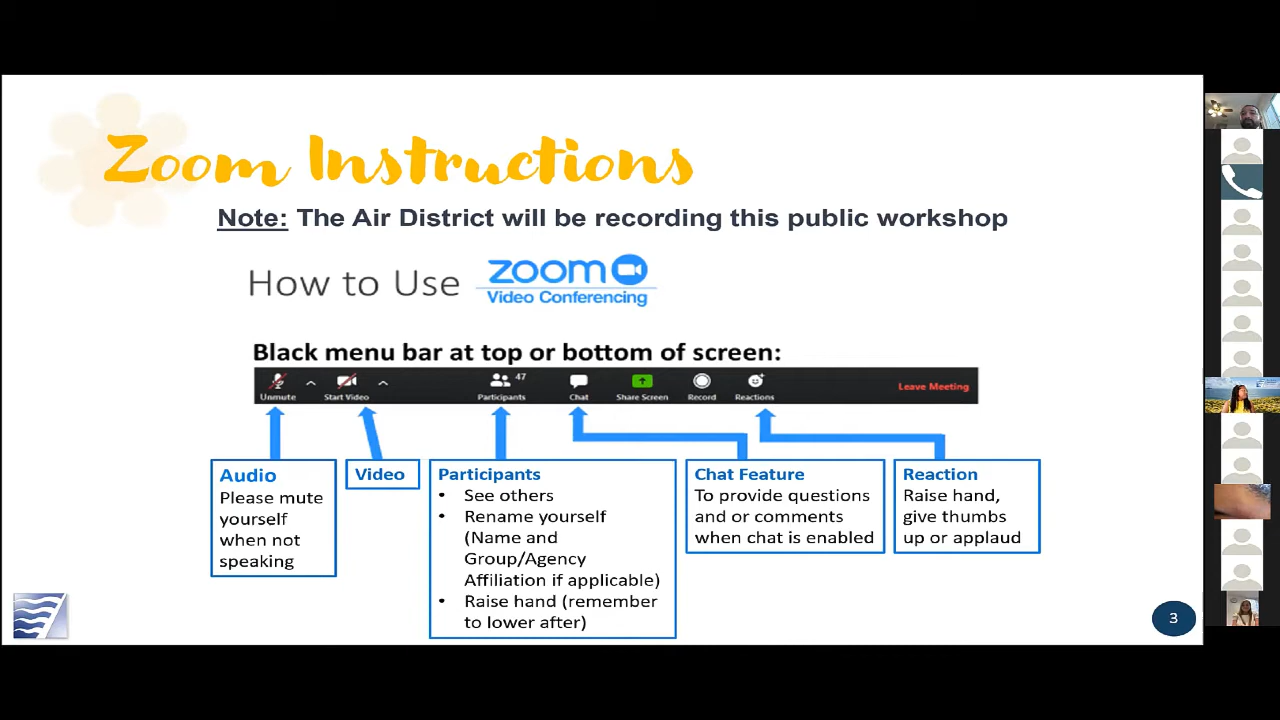 Zoom Instructions
Note: The Air District will be recording this public workshop
How to Use zoom
Video Conferencing
Black menu bar at top or bottom of screen:
Unmute
Start Video
47
Participants
Chat
Share Screen
Record
Reactions
Leave Meeting
Audio
Please mute
yourself
when not
speaking
Video
Participants
• See others
• Rename yourself
(Name and
Group/Agency
Affiliation if applicable)
• Raise hand (remember
to lower after)
Chat Feature
To provide questions
and or comments
when chat is enabled
Reaction
Raise hand,
give thumbs
up or applaud
3